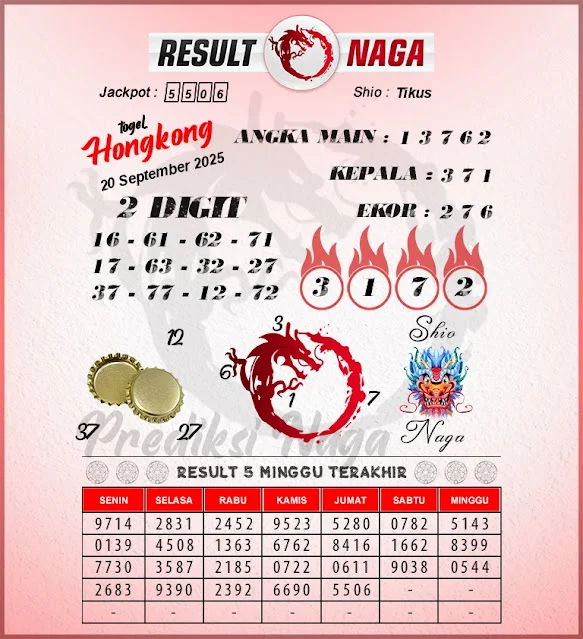 RESULT NAGA
Jackpot : 5 5 0 6 Shio : Tikus
Togel
Hongkong
20 September 2025
ANGKA MAIN : 1 3 7 6 2
KEPALA : 3 7 1
EKOR : 2 7 6
2 DIGIT
16 - 61 - 62 - 71
17 - 63 - 32 - 27
37 - 77 - 12 - 72
3 1 7 2
12
37
27
3
6
1
7
Shio
Naga
Prediksi Naga
RESULT 5 MINGGU TERAKHIR
SENIN SELASA RABU KAMIS JUMAT SABTU MINGGU
9714 2831 2452 9523 5280 0782 5143
0139 4508 1363 6762 8416 1662 8399
7730 3587 2185 0722 0611 9038 0544
2683 9390 2392 6690 5506 - -
- - - - - - -